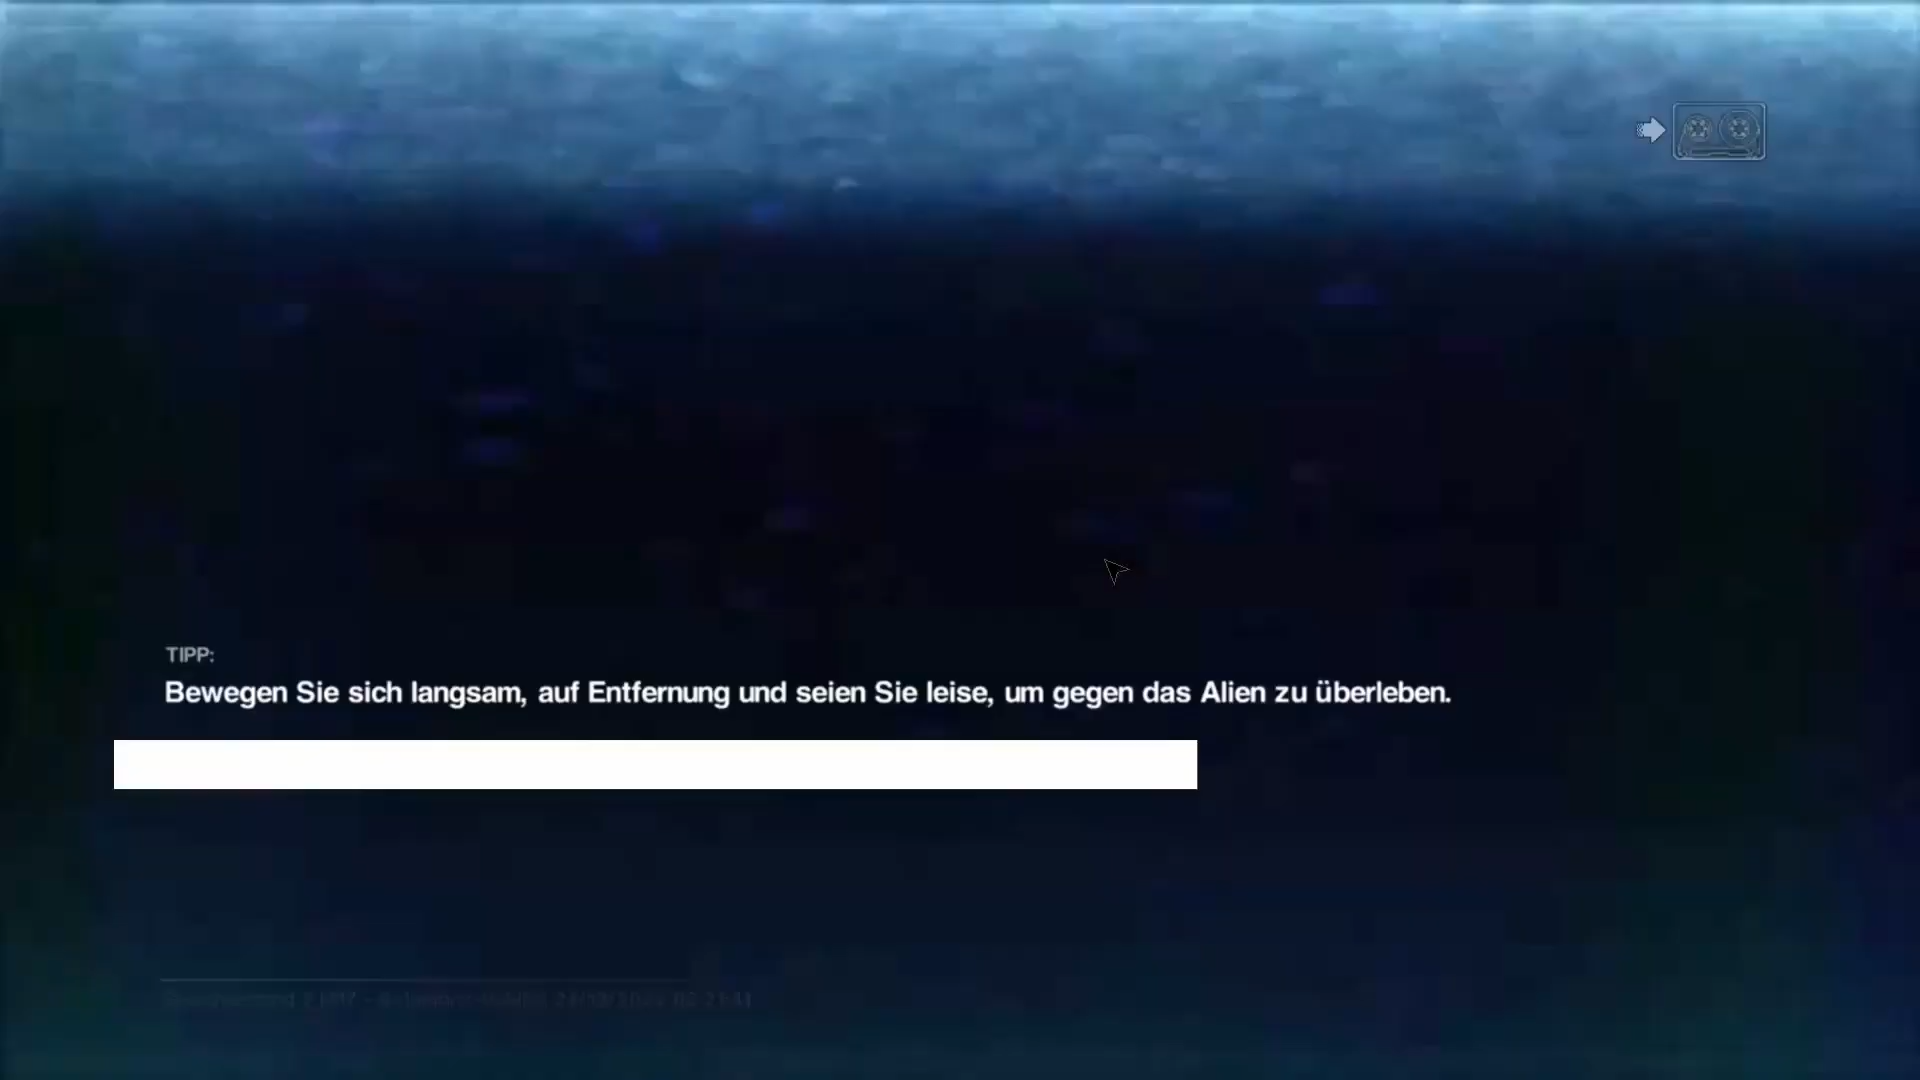 TIPP:
Bewegen Sie sich langsam, auf Entfernung und seien Sie leise, um gegen das Alien zu überleben.